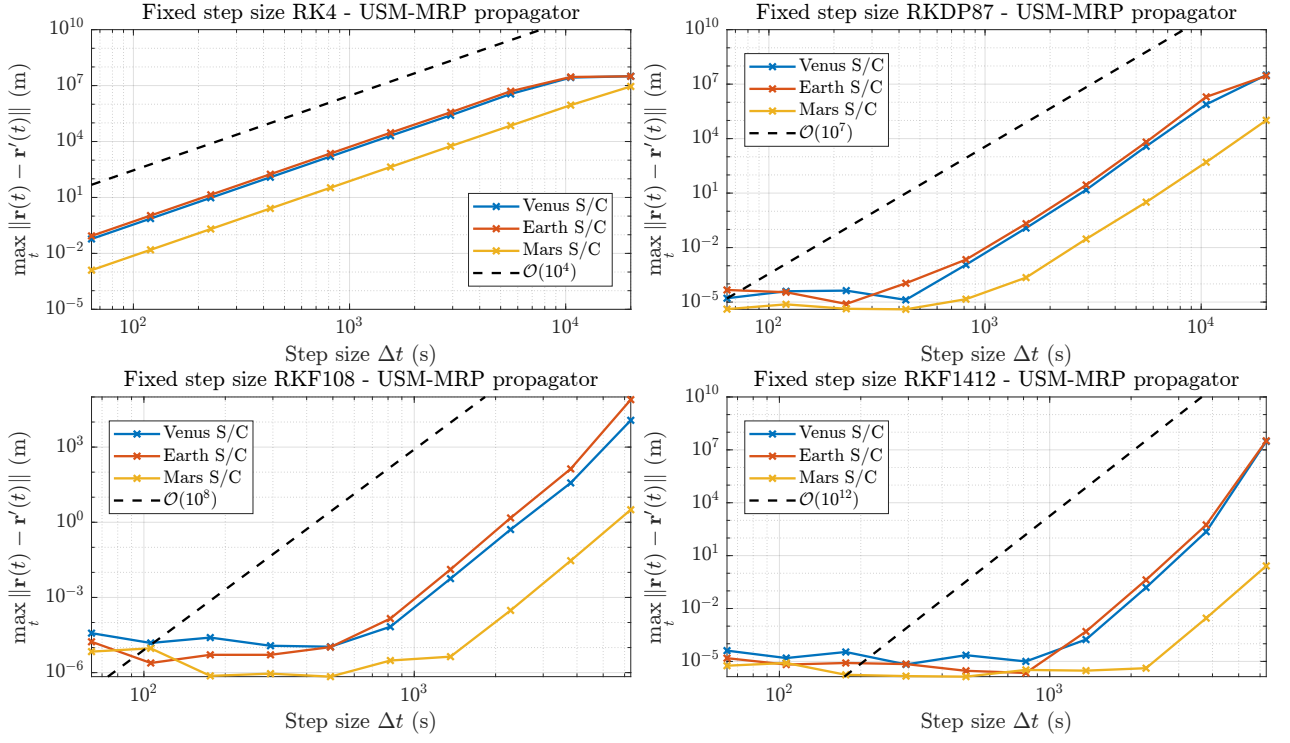 Fixed step size RK4 - USM-MRP propagator
10^10
10^7
10^4
10^1
10^-2
10^-5
max_t ||r(t) − r′(t)|| (m)
Venus S/C
Earth S/C
Mars S/C
𝒪(10^4)
10^2
10^3
10^4
Step size Δt (s)
Fixed step size RKDP87 - USM-MRP propagator
10^10
10^7
10^4
10^1
10^-2
10^-5
max_t ||r(t) − r′(t)|| (m)
Venus S/C
Earth S/C
Mars S/C
𝒪(10^7)
10^2
10^3
10^4
Step size Δt (s)
Fixed step size RKF108 - USM-MRP propagator
10^3
10^0
10^-3
10^-6
max_t ||r(t) − r′(t)|| (m)
Venus S/C
Earth S/C
Mars S/C
𝒪(10^8)
10^2
10^3
Step size Δt (s)
Fixed step size RKF1412 - USM-MRP propagator
10^10
10^7
10^4
10^1
10^-2
10^-5
max_t ||r(t) − r′(t)|| (m)
Venus S/C
Earth S/C
Mars S/C
𝒪(10^12)
10^2
10^3
Step size Δt (s)